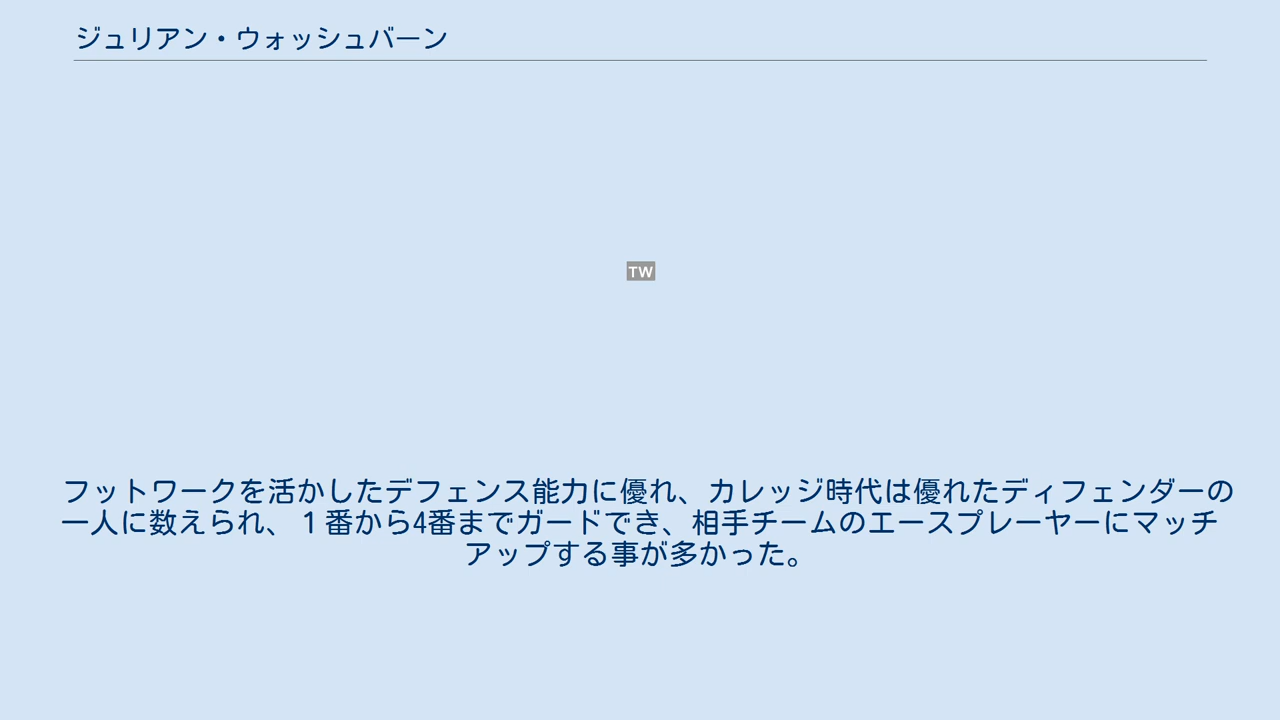 ジュリアン・ウォッシュバーン
TW
フットワークを活かしたデフェンス能力に優れ、カレッジ時代は優れたディフェンダーの
一人に数えられ、１番から4番までガードでき、相手チームのエースプレーヤーにマッチ
アップする事が多かった。